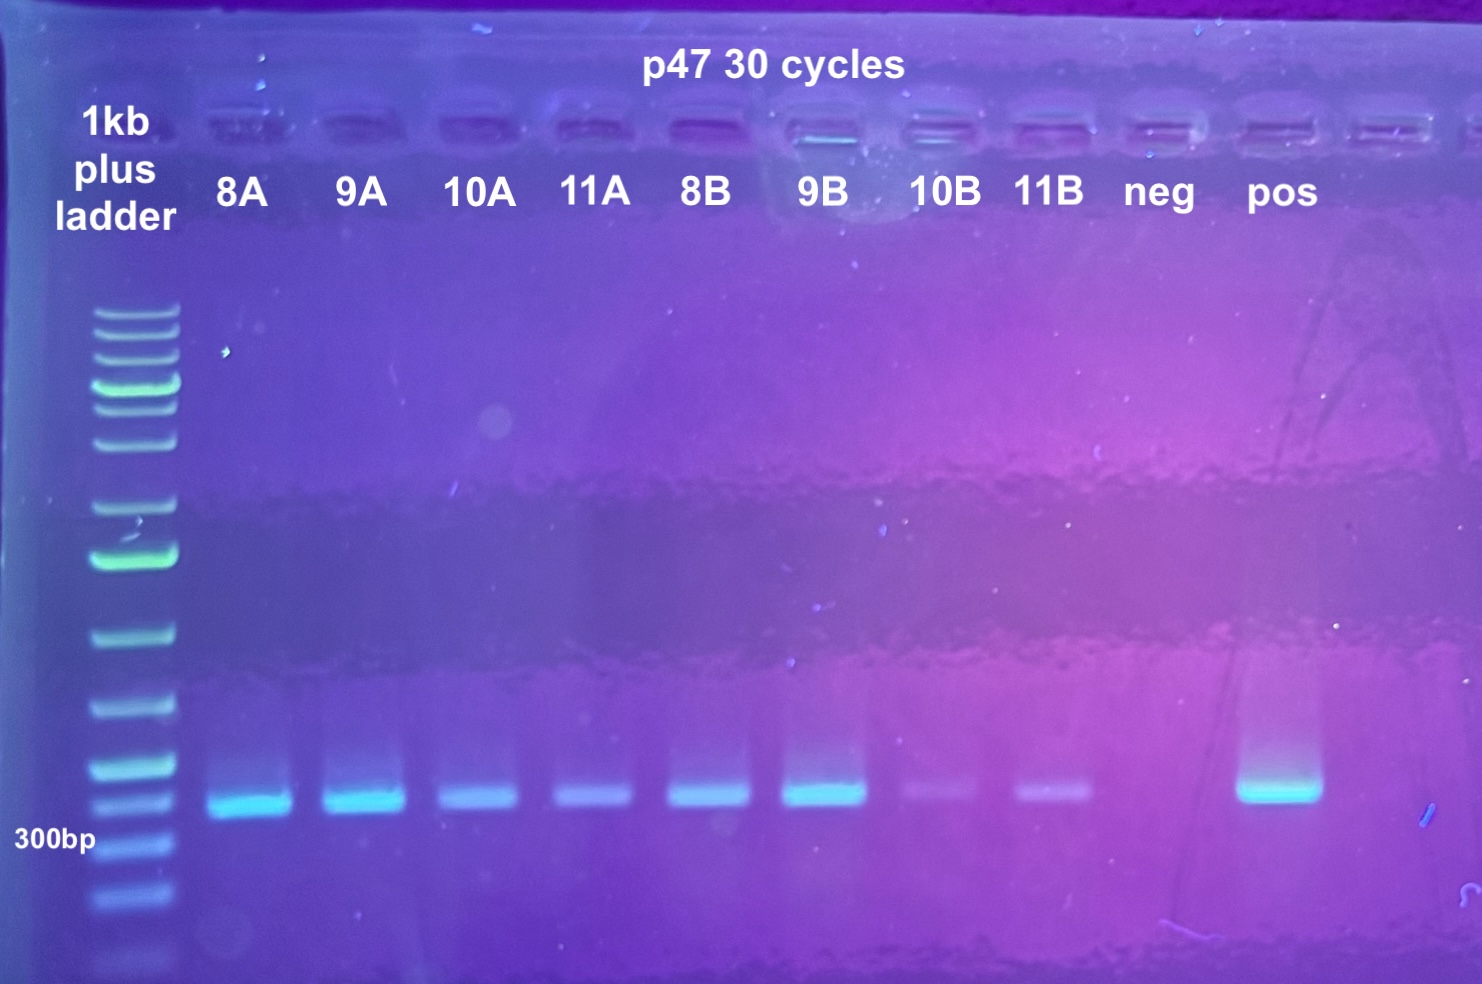 p47 30 cycles
1kb
plus
ladder
8A 9A 10A 11A 8B 9B 10B 11B neg pos
300bp